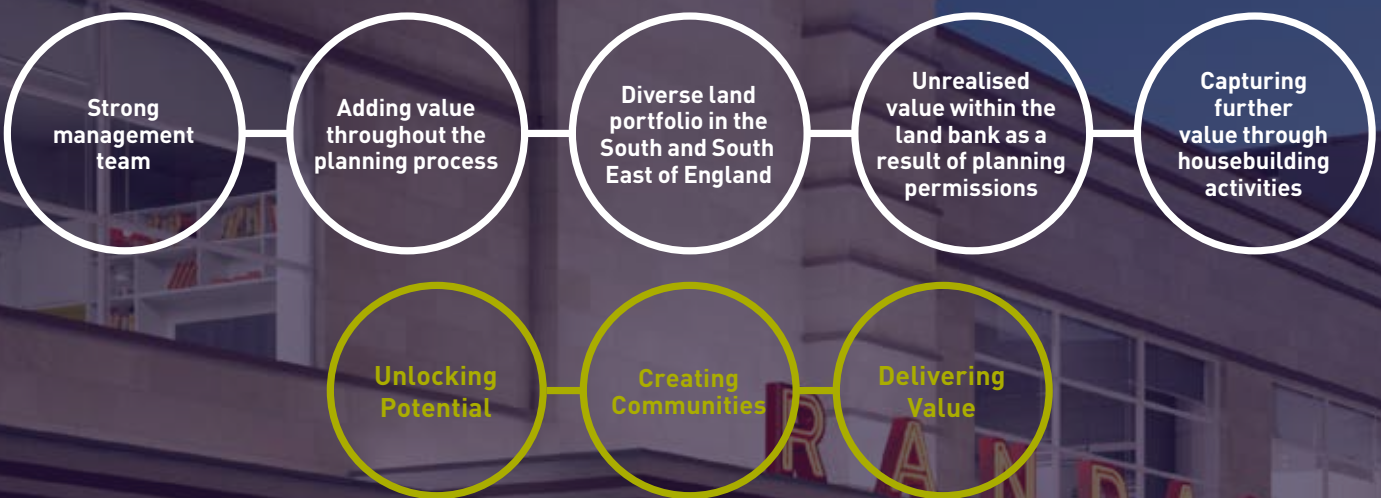 Strong
management
team
Adding value
throughout the
planning process
Diverse land
portfolio in the
South and South
East of England
Unrealised
value within the
land bank as a
result of planning
permissions
Capturing
further
value through
housebuilding
activities
Unlocking
Potential
Creating
Communities
Delivering
Value
RAND